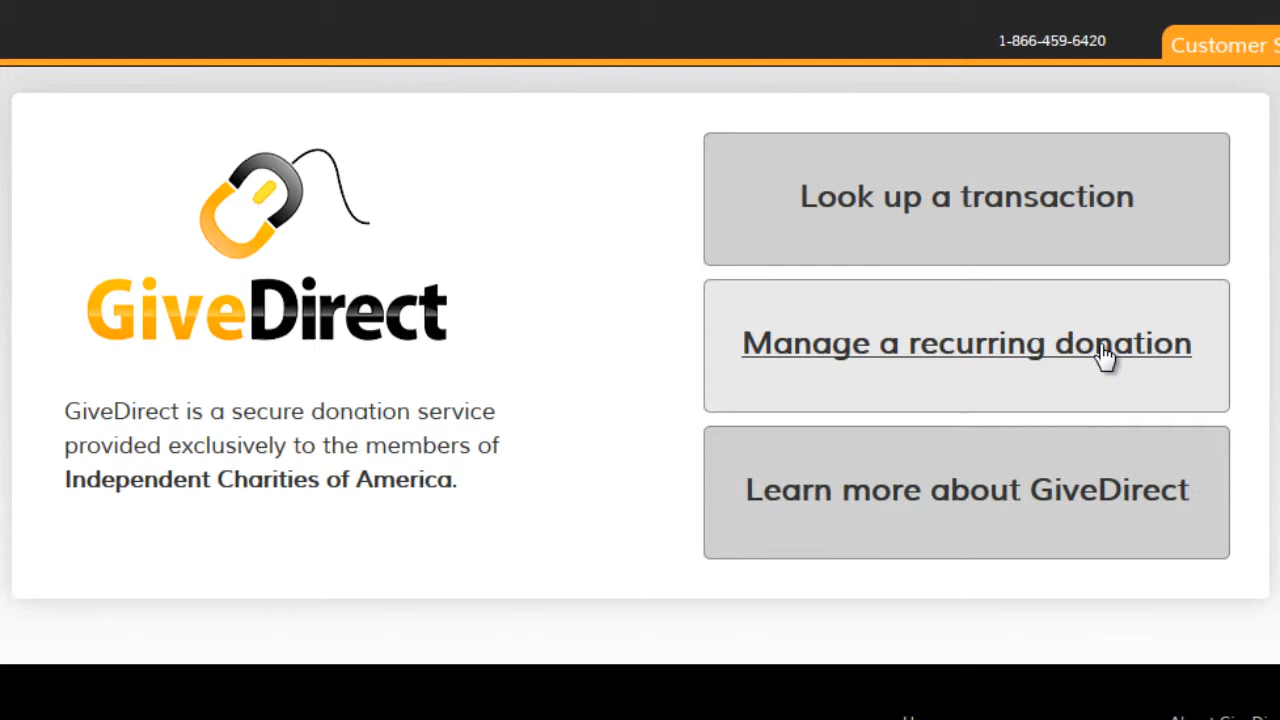 1-866-459-6420
Customer
Look up a transaction
GiveDirect
Manage a recurring donation
GiveDirect is a secure donation service
provided exclusively to the members of
Independent Charities of America.
Learn more about GiveDirect